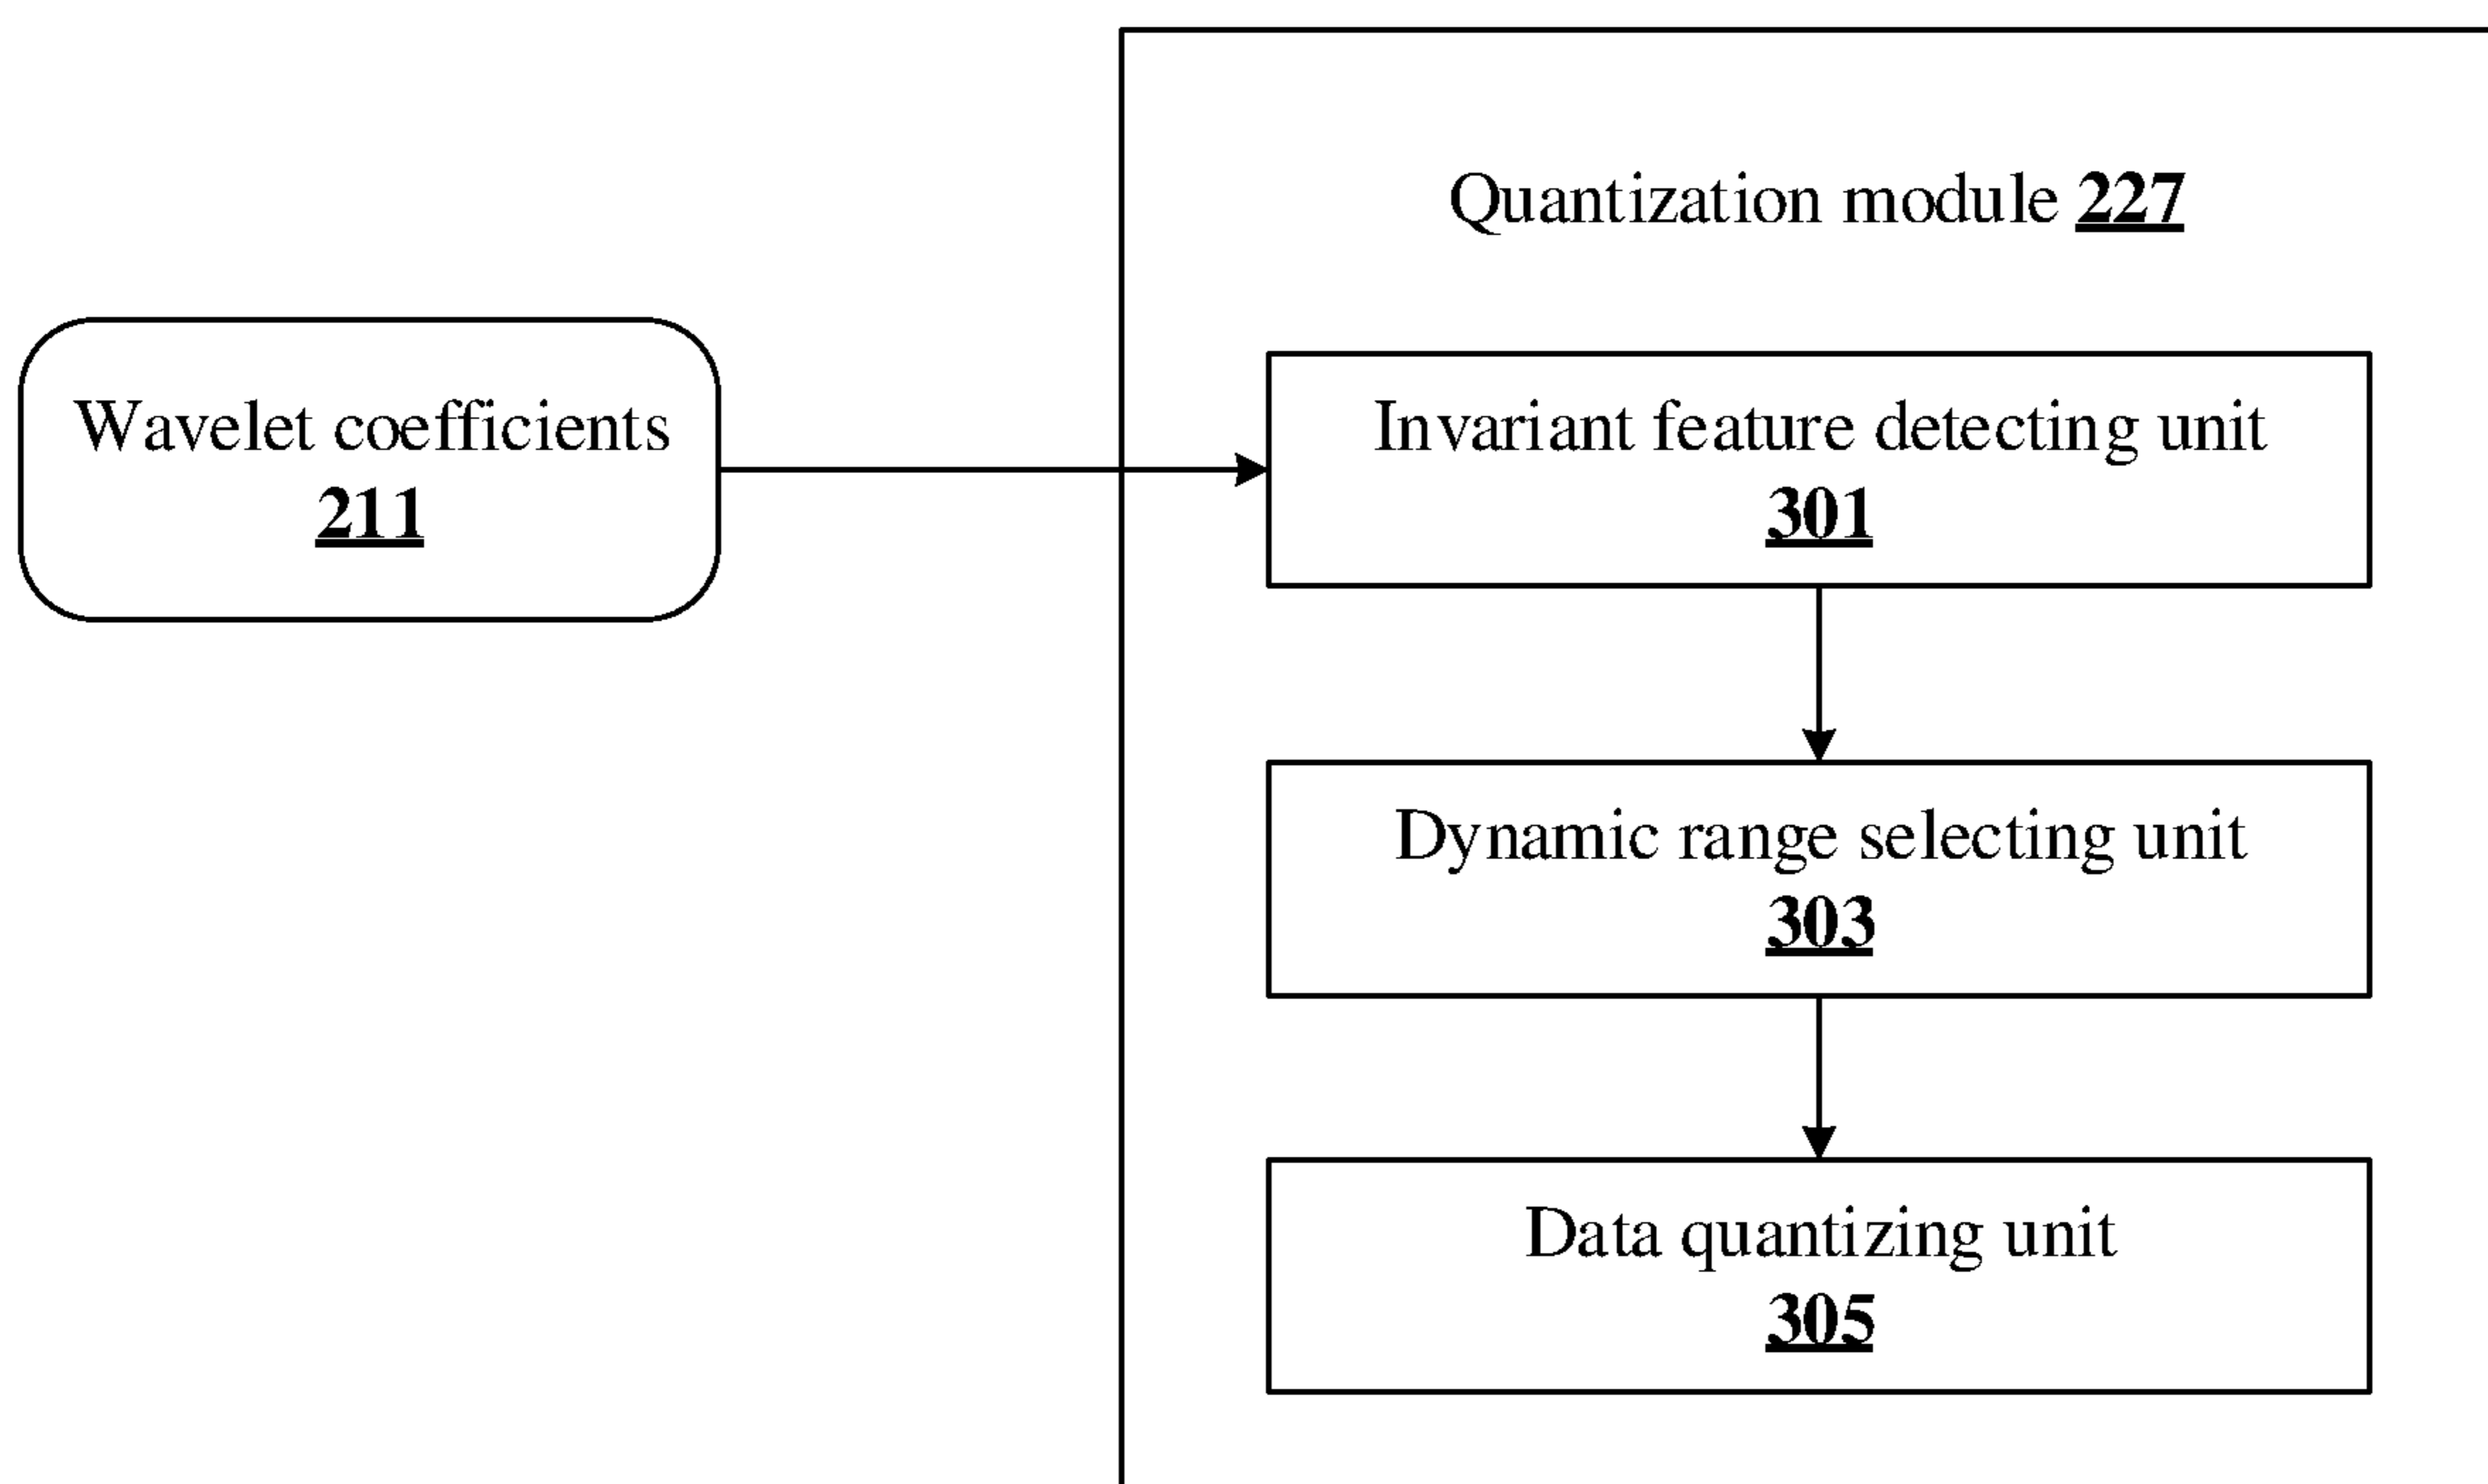 Quantization module 227
Wavelet coefficients
211
Invariant feature detecting unit
301
Dynamic range selecting unit
303
Data quantizing unit
305